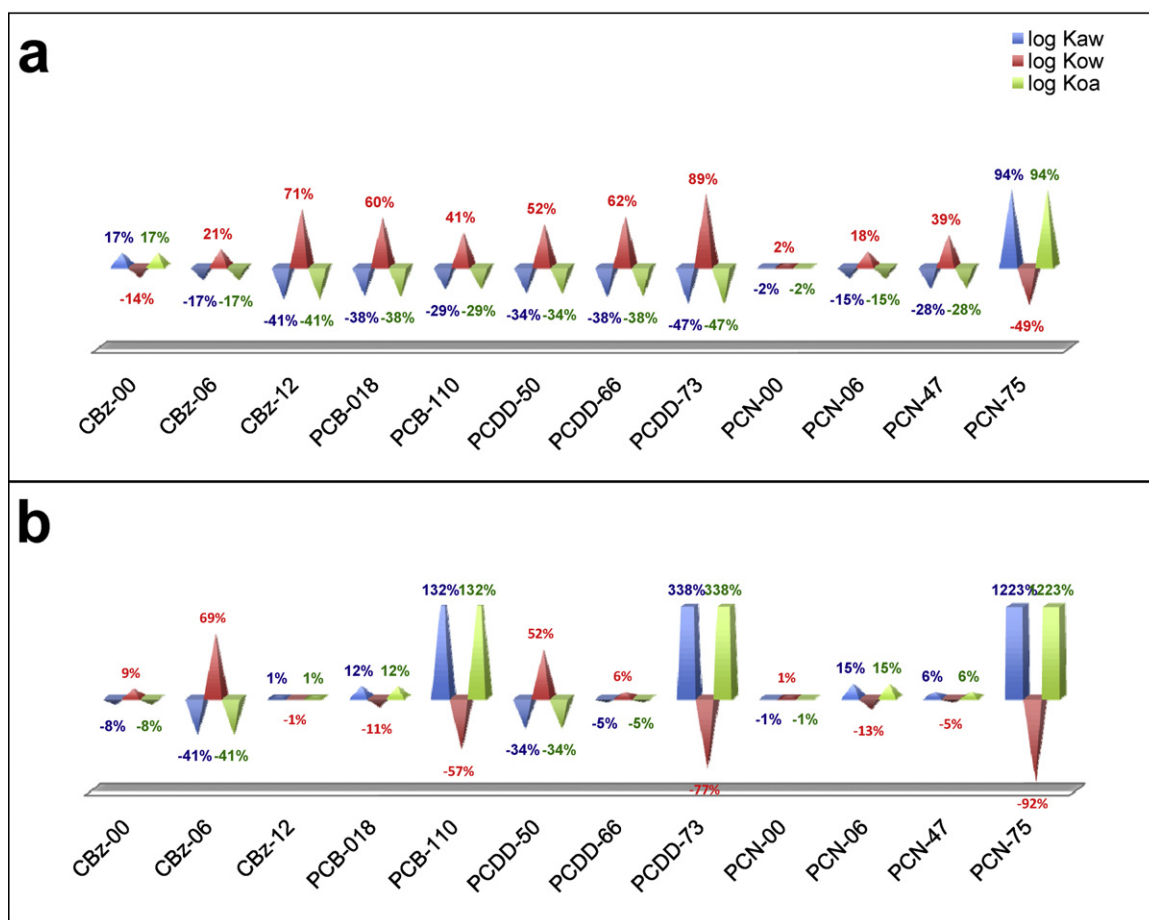 a
log Kaw
log Kow
log Koa
17% 17%
-14%
21%
-17% -17%
71%
-41% -41%
60%
-38% -38%
41%
-29% -29%
52%
-34% -34%
62%
-38% -38%
89%
-47% -47%
2%
-2% -2%
18%
-15% -15%
39%
-28% -28%
94% 94%
-49%
CBz-00
CBz-06
CBz-12
PCB-018
PCB-110
PCDD-50
PCDD-66
PCDD-73
PCN-00
PCN-06
PCN-47
PCN-75
b
9%
-8% -8%
69%
-41% -41%
1% 1%
-1%
12% 12%
-11%
132% 132%
-57%
52%
-34% -34%
6%
-5% -5%
338% 338%
-77%
1%
-1% -1%
15% 15%
-13%
6% 6%
-5%
1223% 1223%
-92%
CBz-00
CBz-06
CBz-12
PCB-018
PCB-110
PCDD-50
PCDD-66
PCDD-73
PCN-00
PCN-06
PCN-47
PCN-75